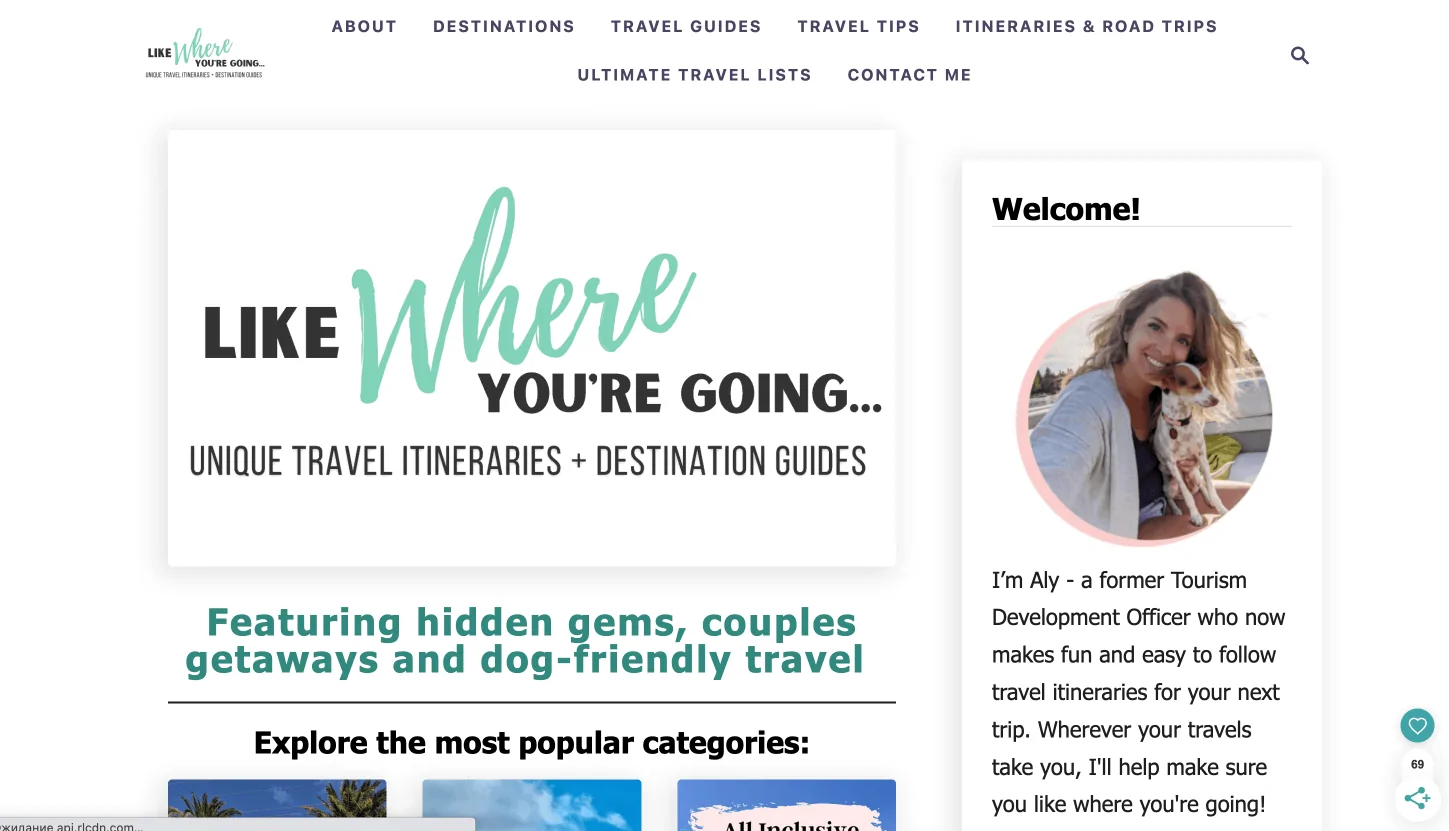 ABOUT DESTINATIONS TRAVEL GUIDES TRAVEL TIPS ITINERARIES & ROAD TRIPS
LIKE Where
YOU'RE GOING...
UNIQUE TRAVEL ITINERARIES + DESTINATION GUIDES
ULTIMATE TRAVEL LISTS CONTACT ME
LIKE Where
YOU'RE GOING...
UNIQUE TRAVEL ITINERARIES + DESTINATION GUIDES
Featuring hidden gems, couples
getaways and dog-friendly travel
Explore the most popular categories:
All Inclusive
Welcome!
I'm Aly - a former Tourism
Development Officer who now
makes fun and easy to follow
travel itineraries for your next
trip. Wherever your travels
take you, I'll help make sure
you like where you're going!
69
жидание api.rlcdn.com...